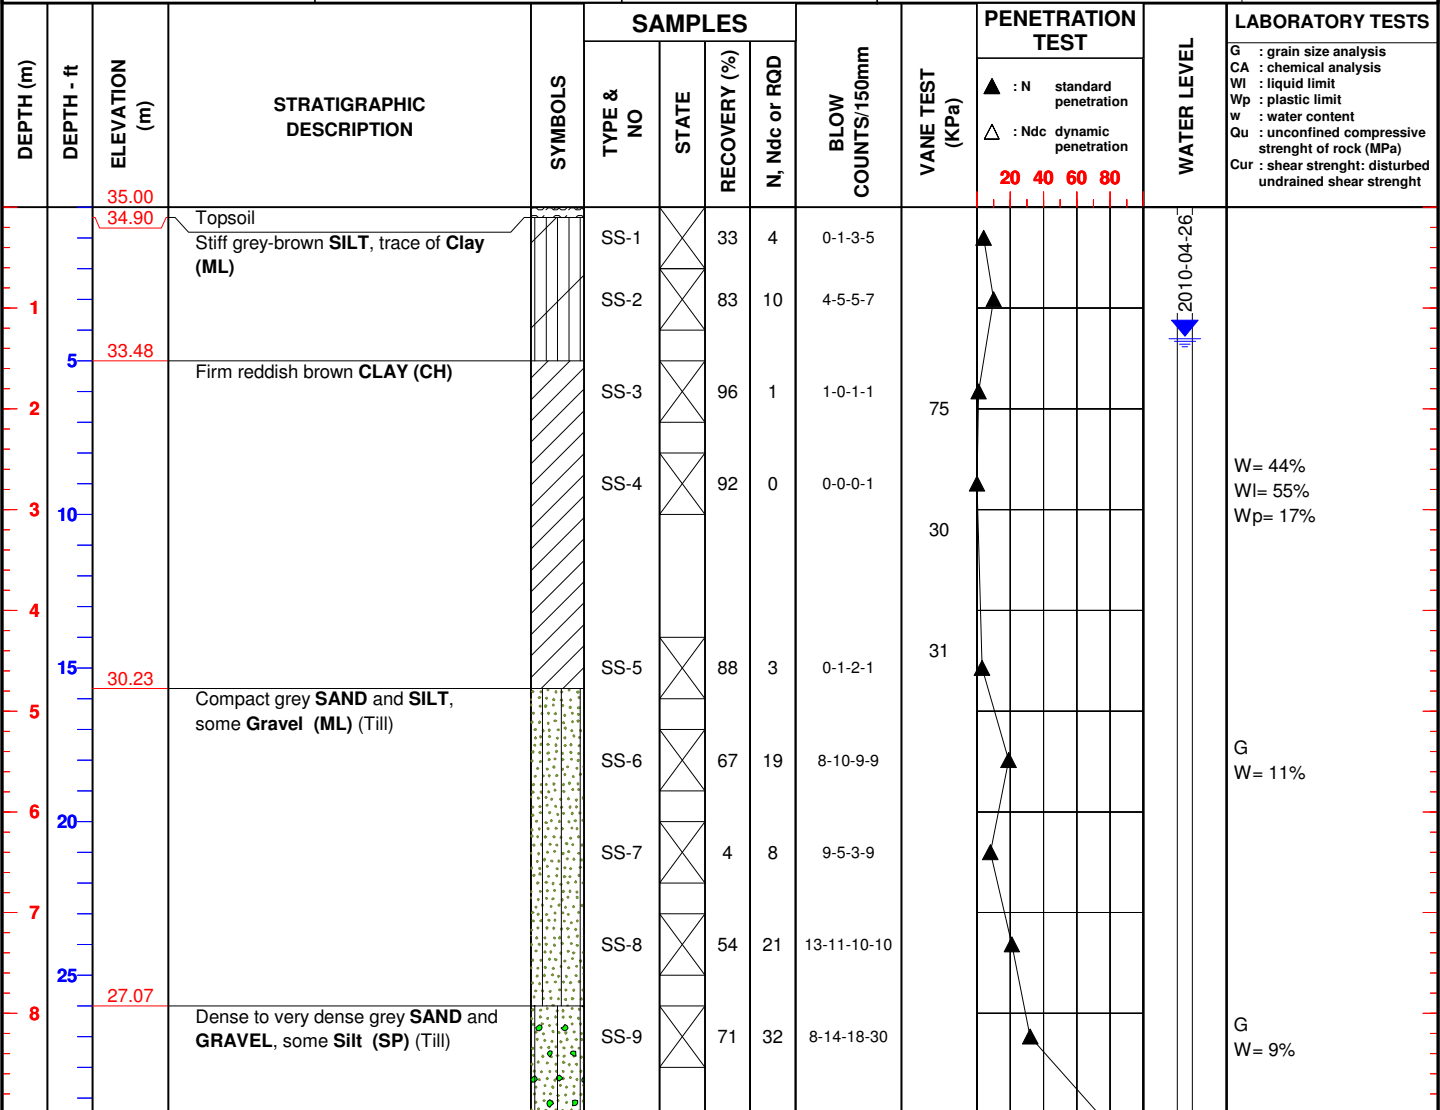 SAMPLES
PENETRATION
TEST
LABORATORY TESTS
DEPTH (m)
DEPTH - ft
ELEVATION
(m)
STRATIGRAPHIC
DESCRIPTION
SYMBOLS
TYPE &
NO
STATE
RECOVERY (%)
N, Ndc or RQD
BLOW
COUNTS/150mm
VANE TEST
(KPa)
▲ : N standard
penetration
△ : Ndc dynamic
penetration
20 40 60 80
WATER LEVEL
G : grain size analysis
CA : chemical analysis
Wl : liquid limit
Wp : plastic limit
w : water content
Qu : unconfined compressive
strenght of rock (MPa)
Cur : shear strenght: disturbed
undrained shear strenght
35.00
34.90 Topsoil
Stiff grey-brown SILT, trace of Clay
(ML)
SS-1 33 4 0-1-3-5
2010-04-26
SS-2 83 10 4-5-5-7
1
33.48
5
Firm reddish brown CLAY (CH)
SS-3 96 1 1-0-1-1
2
75
W= 44%
SS-4 92 0 0-0-0-1
Wl= 55%
3
10
Wp= 17%
30
4
31
15
SS-5 88 3 0-1-2-1
30.23
Compact grey SAND and SILT,
some Gravel (ML) (Till)
5
G
SS-6 67 19 8-10-9-9
W= 11%
6
20
SS-7 4 8 9-5-3-9
7
SS-8 54 21 13-11-10-10
25
27.07
8
Dense to very dense grey SAND and
GRAVEL, some Silt (SP) (Till)
SS-9 71 32 8-14-18-30
G
W= 9%